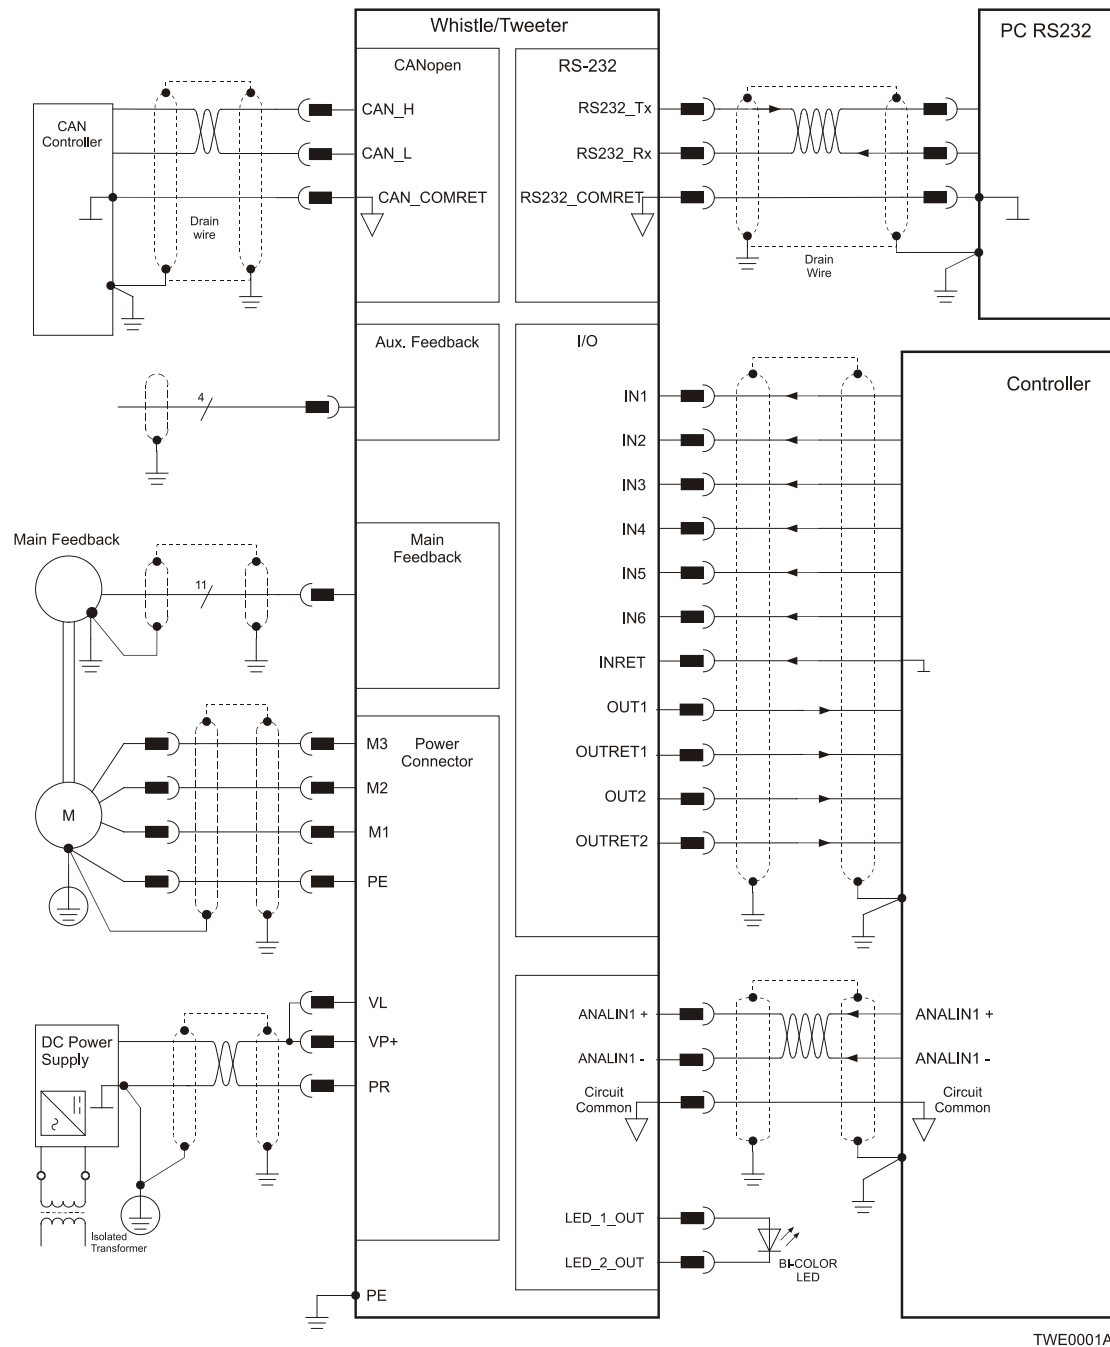 Whistle/Tweeter
PC RS232
CANopen
RS-232
CAN
Controller
CAN_H
CAN_L
CAN_COMRET
Drain
wire
RS232_Tx
RS232_Rx
RS232_COMRET
Drain
Wire
Aux. Feedback
4
I/O
Controller
IN1
IN2
IN3
IN4
IN5
IN6
INRET
OUT1
OUTRET1
OUT2
OUTRET2
Main Feedback
11
Main
Feedback
M
M3
M2
M1
PE
Power
Connector
DC Power
Supply
VL
VP+
PR
Isolated
Transformer
ANALIN1 +
ANALIN1 -
Circuit
Common
ANALIN1 +
ANALIN1 -
Circuit
Common
LED_1_OUT
LED_2_OUT
BI-COLOR
LED
PE
TWE0001A